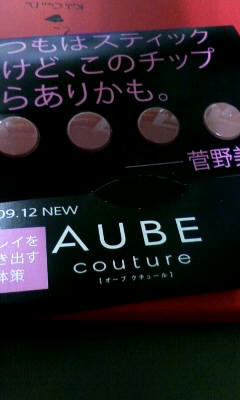 つもはスティック
けど、このチップ
らありかも。
菅野美
09.12 NEW
AUBE
couture
[オーブ クチュール]
レイを
き出す
体策